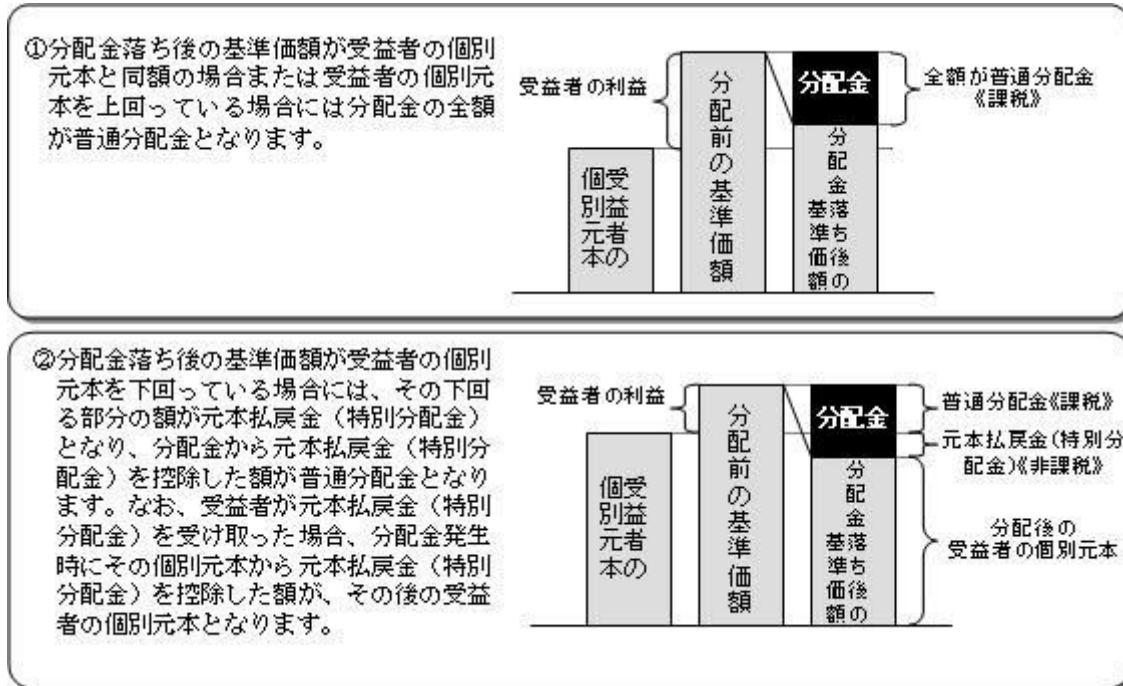 ①分配金落ち後の基準価額が受益者の個別
元本と同額の場合または受益者の個別元
本を上回っている場合には分配金の全額
が普通分配金となります。
受益者の利益
受益者の
個別元本
分配前の基準価額
分配金
分配金落ち後の
基準価額
全額が普通分配金
《課税》
②分配金落ち後の基準価額が受益者の個別
元本を下回っている場合には、その下回
る部分の額が元本払戻金（特別分配金）
となり、分配金から元本払戻金（特別分
配金）を控除した額が普通分配金となり
ます。なお、受益者が元本払戻金（特別
分配金）を受け取った場合、分配金発生
時にその個別元本から元本払戻金（特別
分配金）を控除した額が、その後の受益
者の個別元本となります。
受益者の利益
受益者の
個別元本
分配前の基準価額
分配金
分配金落ち後の
基準価額
普通分配金《課税》
元本払戻金(特別分
配金)《非課税》
分配後の
受益者の個別元本